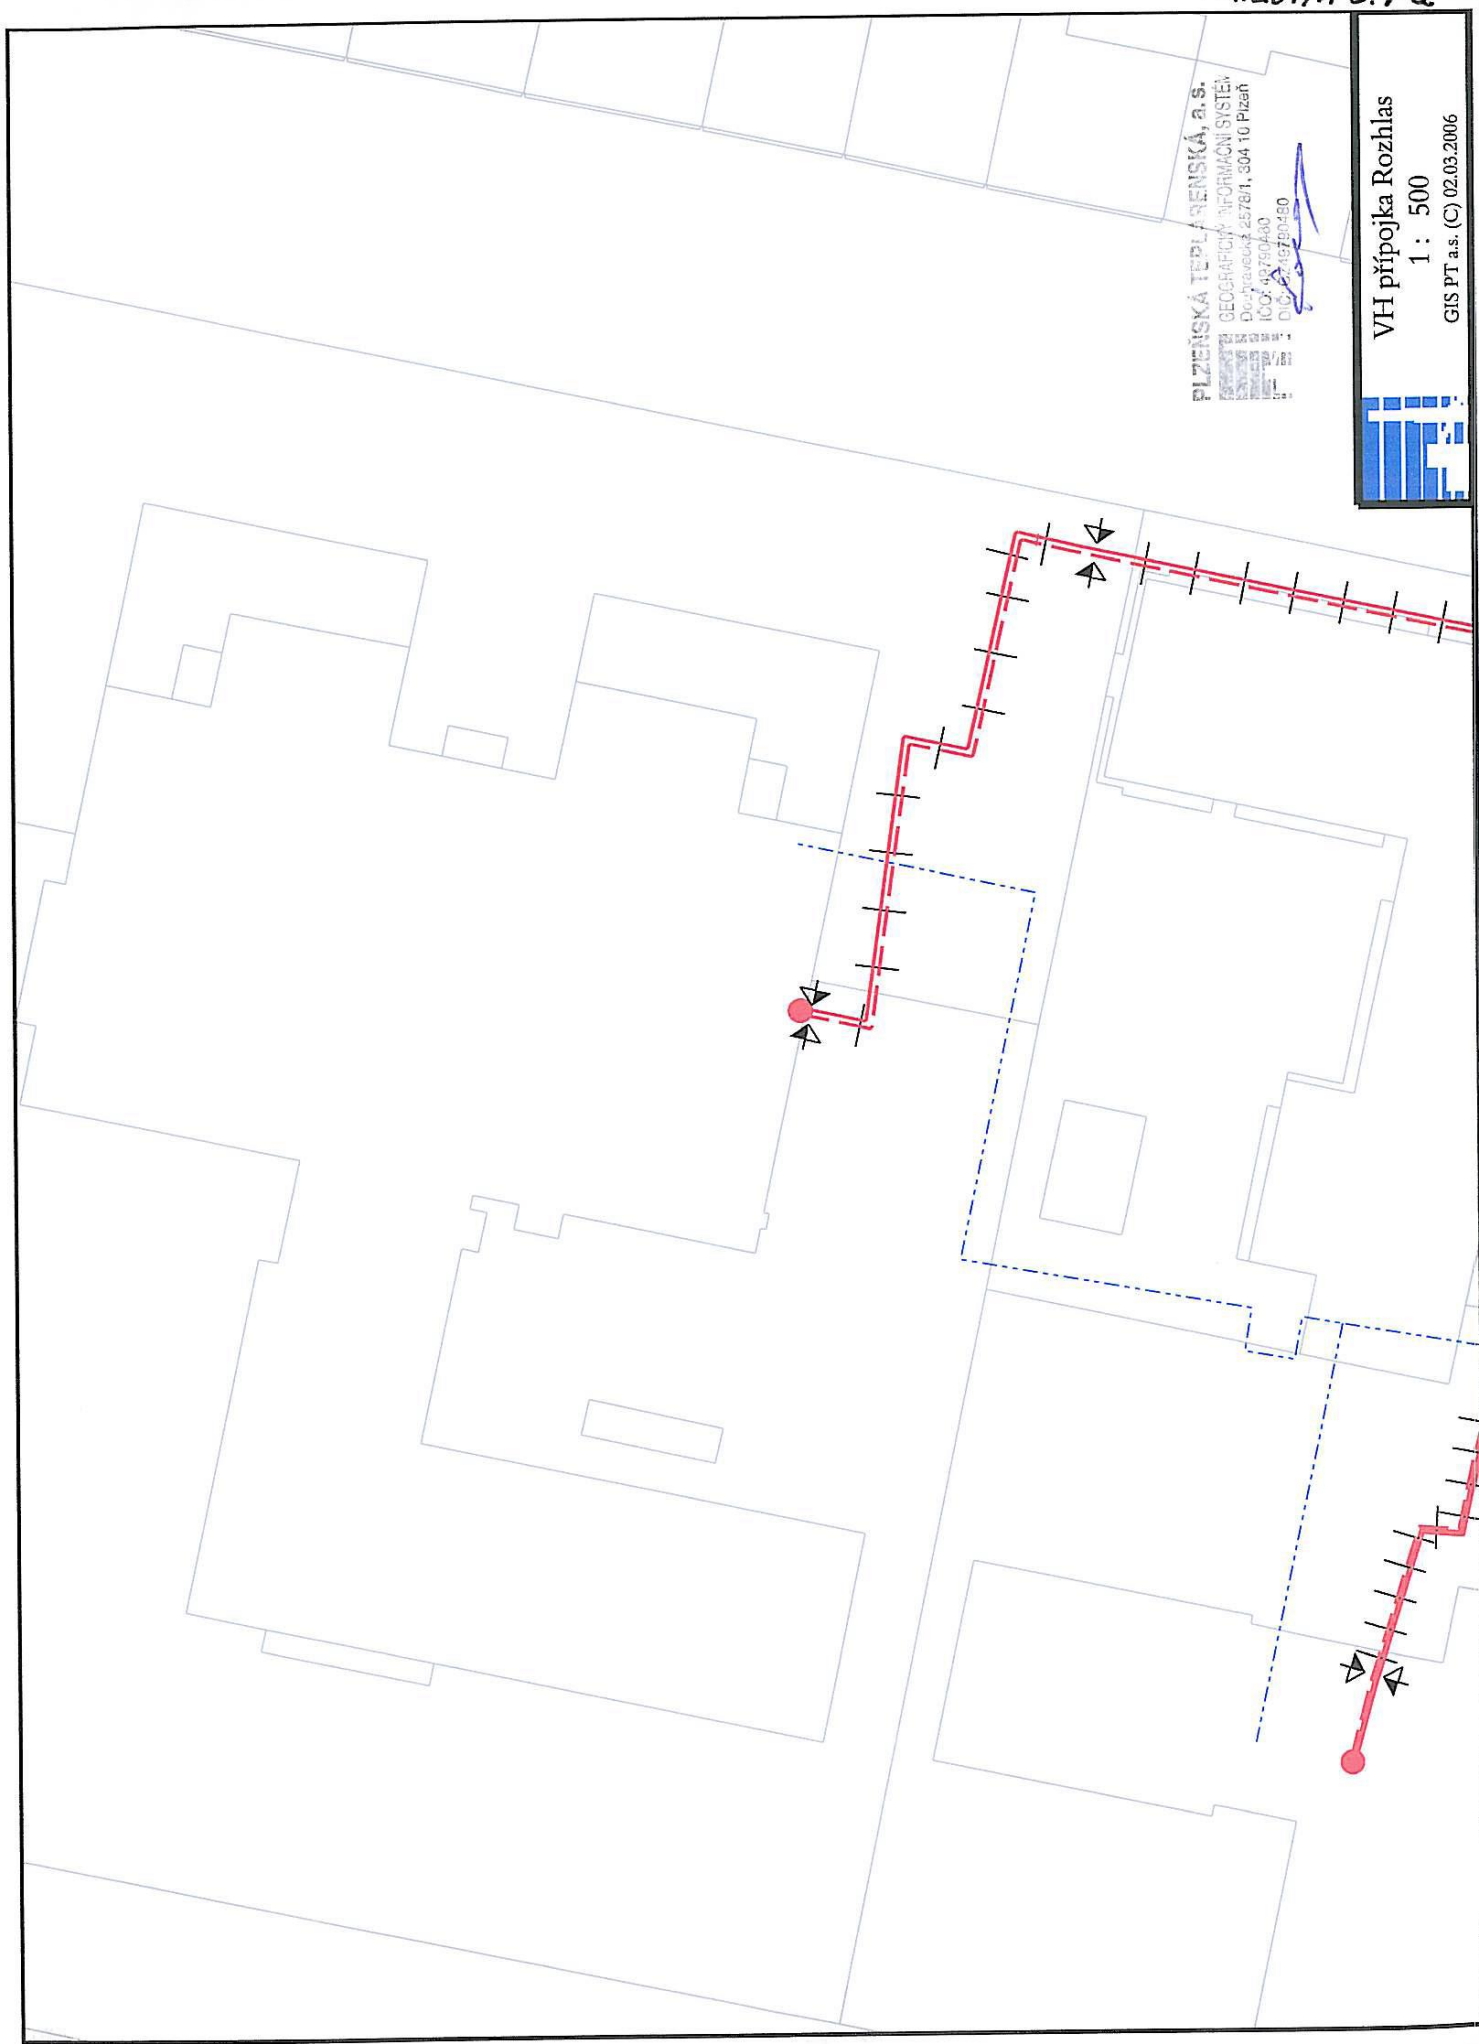 PLZEŇSKÁ TEPLÁRENSKÁ, a.s.
GEOGRAFICKÝ INFORMAČNÍ SYSTÉM
Doubravecká 2578/1, 304 10 Plzeň
IČO: 49790480
DIČ: CZ49790480
VH přípojka Rozhlas
1 : 500
GIS PT a.s. (C) 02.03.2006